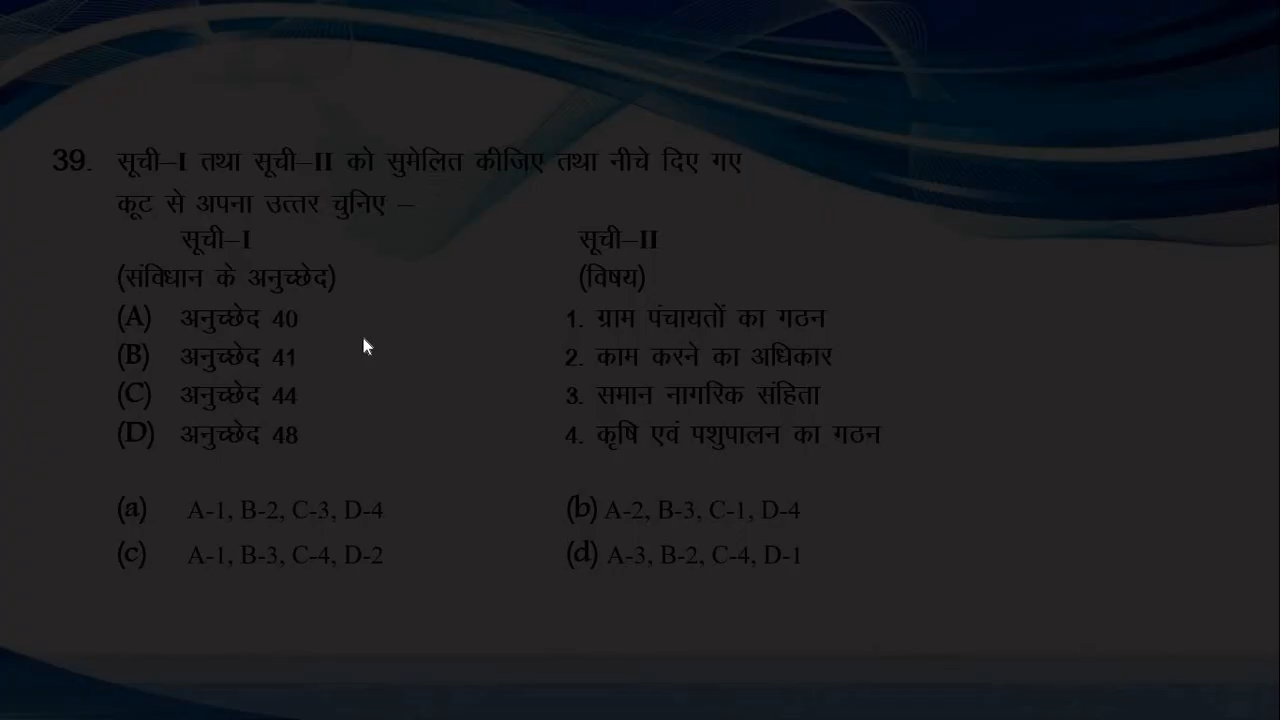 39. सूची–I तथा सूची–II को सुमेलित कीजिए तथा नीचे दिए गए
कूट से अपना उत्तर चुनिए –
सूची–I सूची–II
(संविधान के अनुच्छेद) (विषय)
(A) अनुच्छेद 40 1. ग्राम पंचायतों का गठन
(B) अनुच्छेद 41 2. काम करने का अधिकार
(C) अनुच्छेद 44 3. समान नागरिक संहिता
(D) अनुच्छेद 48 4. कृषि एवं पशुपालन का गठन
(a) A-1, B-2, C-3, D-4 (b) A-2, B-3, C-1, D-4
(c) A-1, B-3, C-4, D-2 (d) A-3, B-2, C-4, D-1